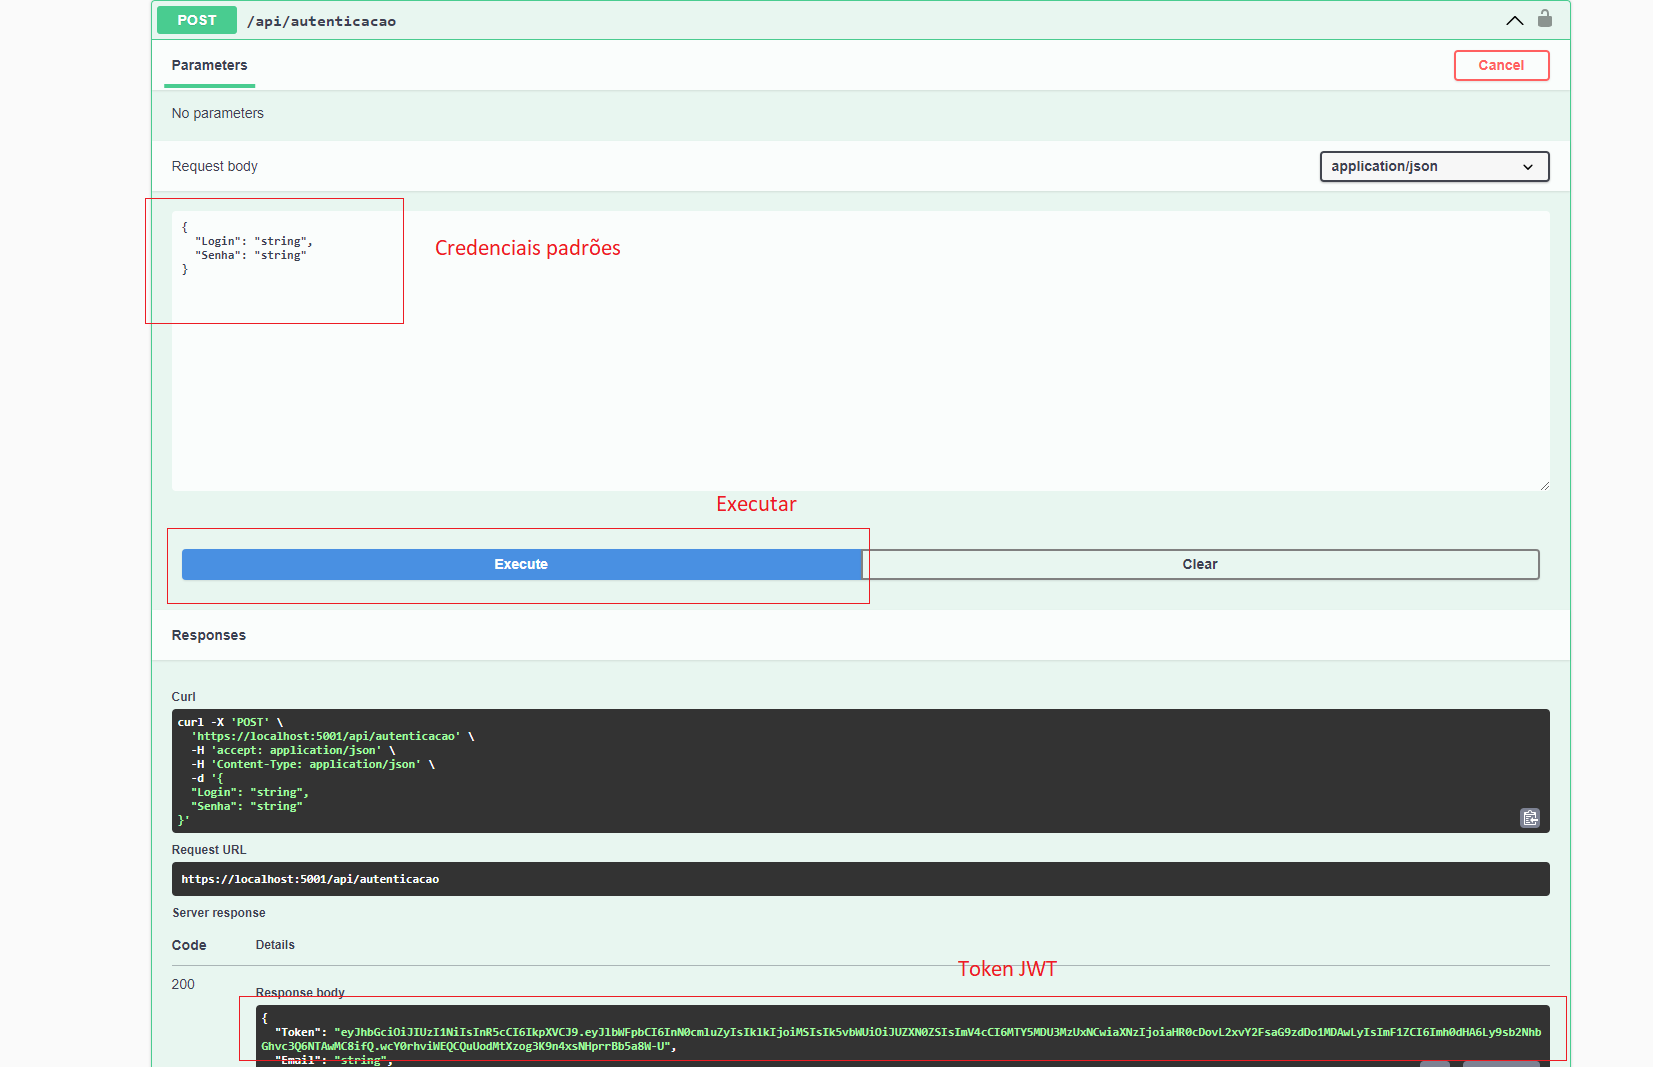 POST /api/autenticacao
Parameters
Cancel
No parameters
Request body
application/json
{
"Login": "string",
"Senha": "string"
}
Credenciais padrões
Executar
Execute
Clear
Responses
Curl
curl -X 'POST' \
'https://localhost:5001/api/autenticacao' \
-H 'accept: application/json' \
-H 'Content-Type: application/json' \
-d '{
"Login": "string",
"Senha": "string"
}'
Request URL
https://localhost:5001/api/autenticacao
Server response
Code Details
Token JWT
200
Response body
{
"Token": "eyJhbGciOiJIUzI1NiIsInR5cCI6IkpXVCJ9.eyJlbWFpbCI6InN0cmluZyIsIklkIjoiMSIsIk5vbWUiOiJUZXN0ZSIsImV4cCI6MTY5MDU3MzUxNCwiaXNzIjoiaHR0cDovL2xvY2FsaG9zdDo1MDAwLyIsImF1ZCI6Imh0dHA6Ly9sb2Nhb
Ghvc3Q6NTAwMC8ifQ.wcY0rhviWEQCQuUodMtXzog3K9n4xsNHprrBb5a8W-U",
"Email": "string",